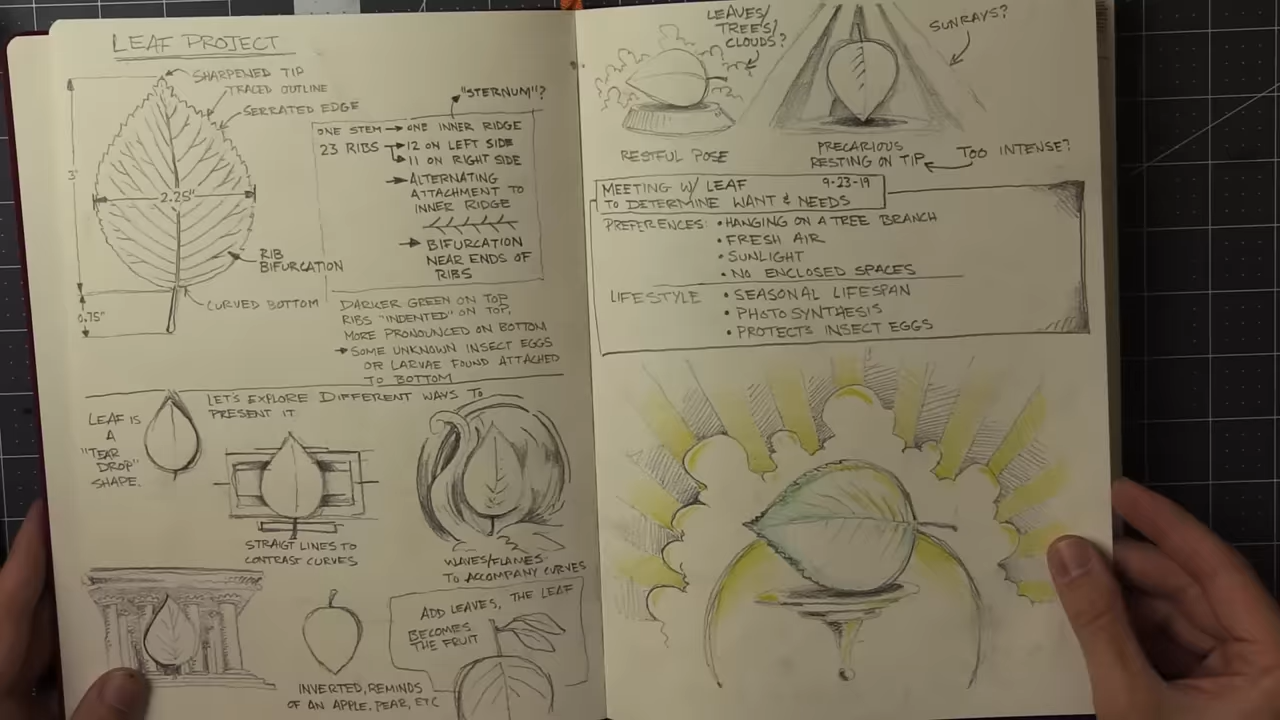 LEAF PROJECT
SHARPENED TIP
TRACED OUTLINE
SERRATED EDGE
3"
2.25"
RIB
BIFURCATION
CURVED BOTTOM
0.75"
"STERNUM"?
ONE STEM → ONE INNER RIDGE
23 RIBS → 12 ON LEFT SIDE
11 ON RIGHT SIDE
→ ALTERNATING
ATTACHMENT TO
INNER RIDGE
→ BIFURCATION
NEAR ENDS OF
RIBS
DARKER GREEN ON TOP
RIBS "INDENTED" ON TOP,
MORE PRONOUNCED ON BOTTOM
→ SOME UNKNOWN INSECT EGGS
OR LARVAE FOUND ATTACHED
TO BOTTOM
LET'S EXPLORE DIFFERENT WAYS TO
PRESENT IT
LEAF IS
A
"TEAR
DROP"
SHAPE.
STRAIGT LINES TO
CONTRAST CURVES
WAVES/FLAMES
TO ACCOMPANY CURVES
INVERTED, REMINDS
OF AN APPLE, PEAR, ETC
ADD LEAVES, THE LEAF
BECOMES
THE FRUIT
LEAVES/
TREES/
CLOUDS?
SUNRAYS?
RESTFUL POSE
PRECARIOUS
RESTING ON TIP
TOO INTENSE?
MEETING W/ LEAF 9-23-19
TO DETERMINE WANT & NEEDS
PREFERENCES: • HANGING ON A TREE BRANCH
• FRESH AIR
• SUNLIGHT
• NO ENCLOSED SPACES
LIFESTYLE • SEASONAL LIFESPAN
• PHOTOSYNTHESIS
• PROTECTS INSECT EGGS